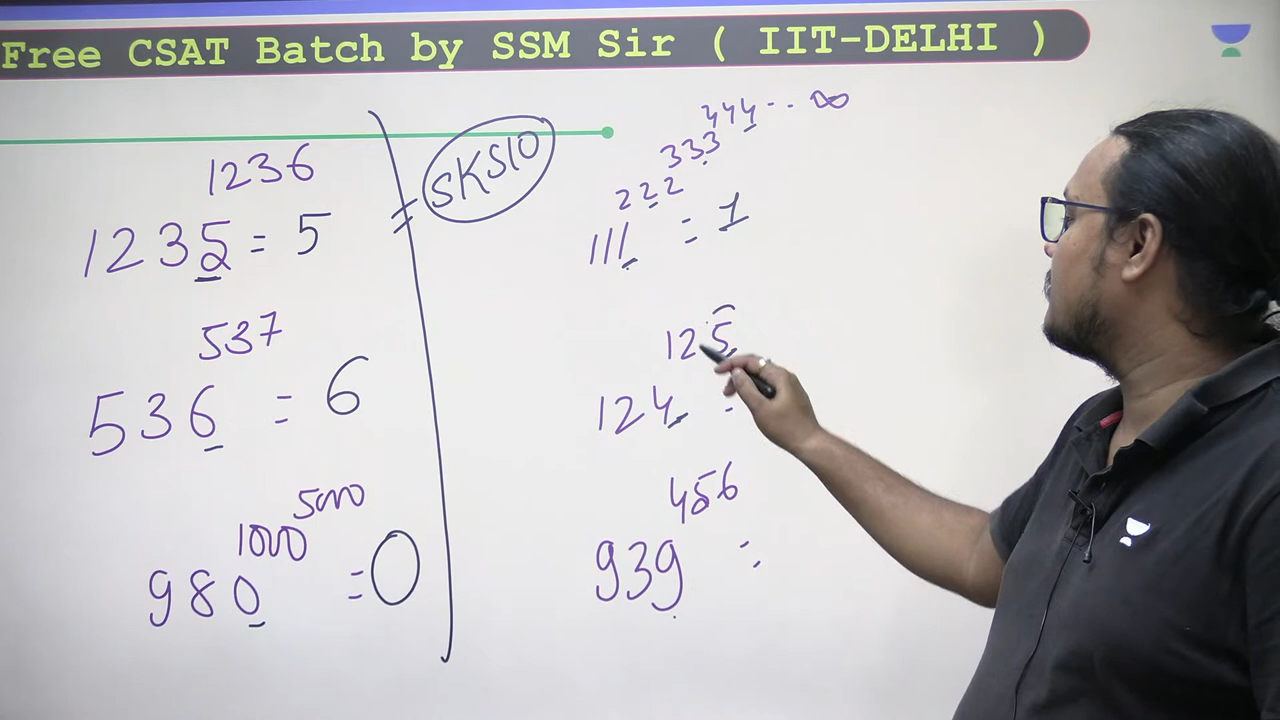 Free CSAT Batch by SSM Sir ( IIT-DELHI )
1236
1235 = 5
537
536 = 6
5000
1000
980 = 0
SKS10
444 .. ∞
333
222
111 = 1
125
124 =
456
939 =